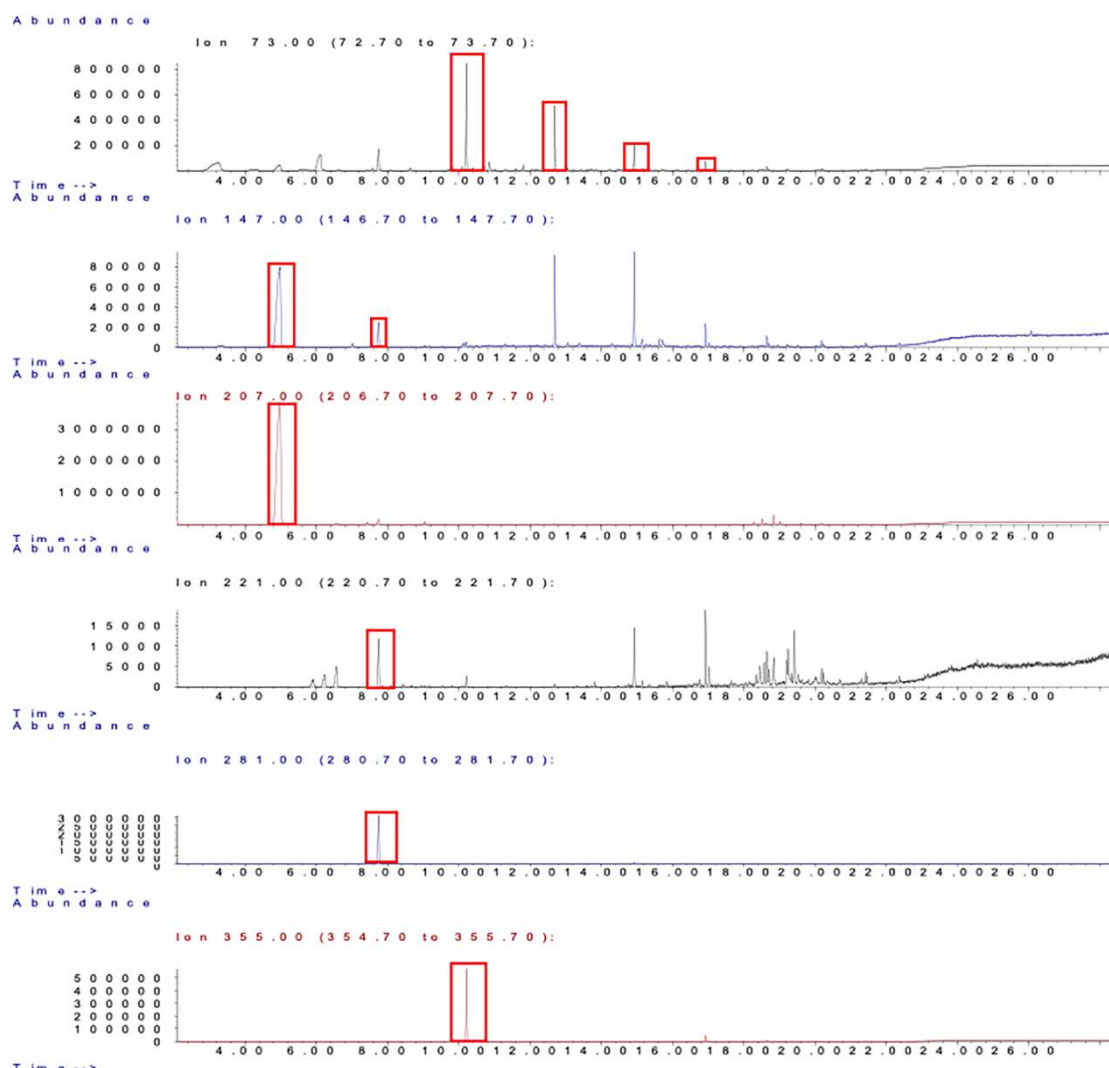 Abundance
Ion 73.00 (72.70 to 73.70):
800000
600000
400000
200000
4.00 6.00 8.00 10.00 12.00 14.00 16.00 18.00 20.00 22.00 24.00 26.00
Time-->
Abundance
Ion 147.00 (146.70 to 147.70):
80000
60000
40000
20000
0
4.00 6.00 8.00 10.00 12.00 14.00 16.00 18.00 20.00 22.00 24.00 26.00
Time-->
Abundance
Ion 207.00 (206.70 to 207.70):
3000000
2000000
1000000
0
4.00 6.00 8.00 10.00 12.00 14.00 16.00 18.00 20.00 22.00 24.00 26.00
Time-->
Abundance
Ion 221.00 (220.70 to 221.70):
15000
10000
5000
0
4.00 6.00 8.00 10.00 12.00 14.00 16.00 18.00 20.00 22.00 24.00 26.00
Time-->
Abundance
Ion 281.00 (280.70 to 281.70):
0
4.00 6.00 8.00 10.00 12.00 14.00 16.00 18.00 20.00 22.00 24.00 26.00
Time-->
Abundance
Ion 355.00 (354.70 to 355.70):
500000
400000
300000
200000
100000
0
4.00 6.00 8.00 10.00 12.00 14.00 16.00 18.00 20.00 22.00 24.00 26.00
Time-->